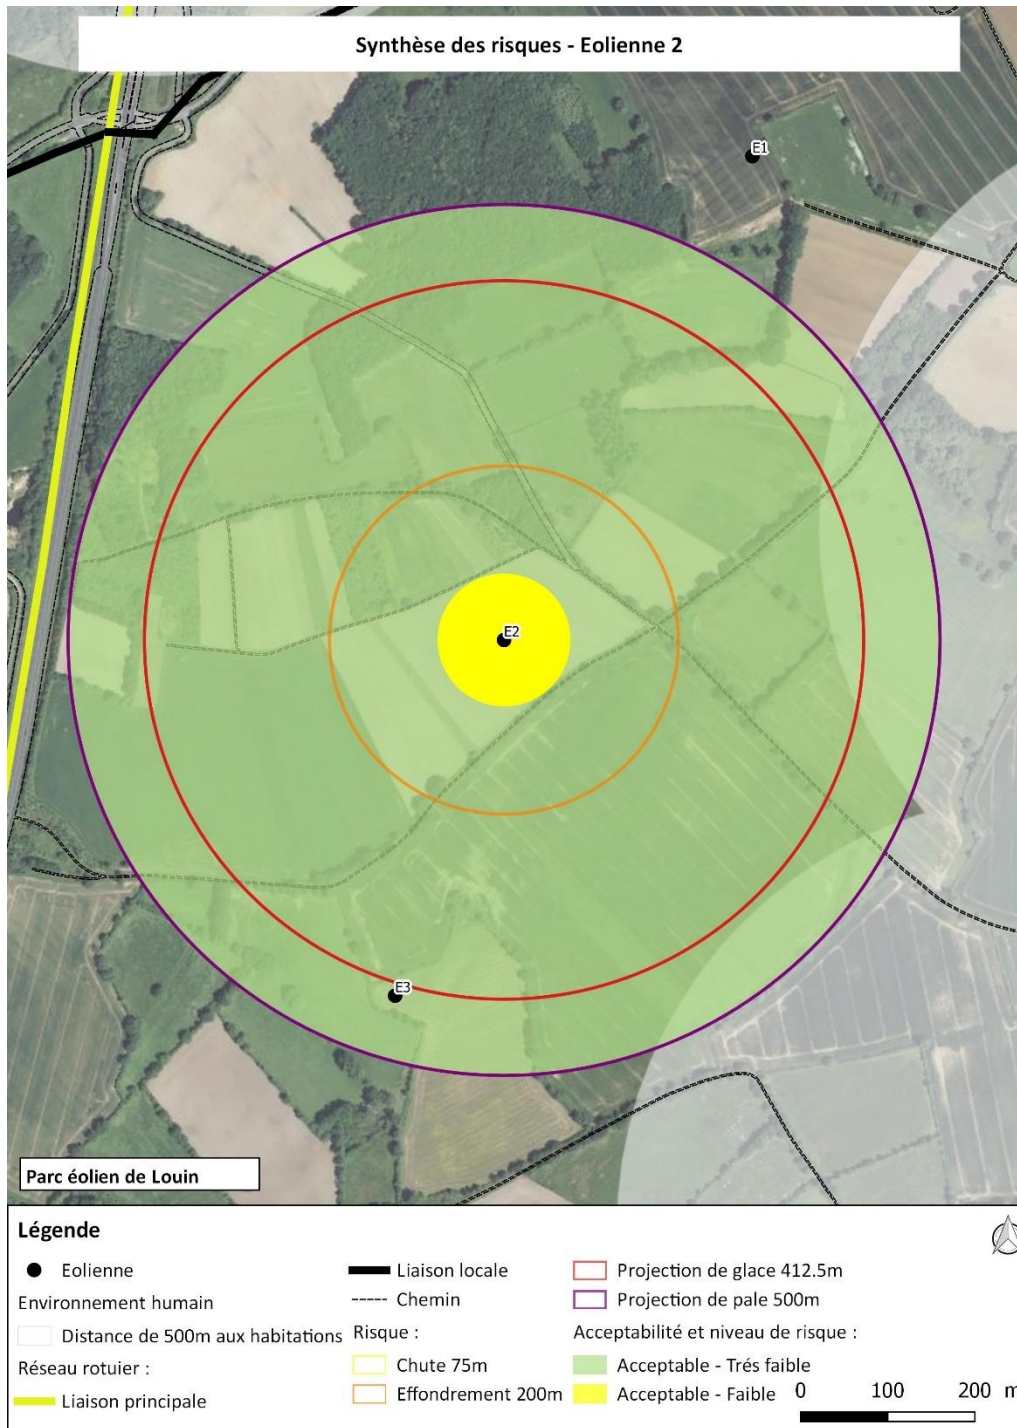 Synthèse des risques - Eolienne 2
E1
E2
E3
Parc éolien de Louin
Légende
Eolienne
Environnement humain
Distance de 500m aux habitations
Réseau rotuier :
Liaison principale
Liaison locale
Chemin
Risque :
Chute 75m
Effondrement 200m
Projection de glace 412.5m
Projection de pale 500m
Acceptabilité et niveau de risque :
Acceptable - Trés faible
Acceptable - Faible
0 100 200 m